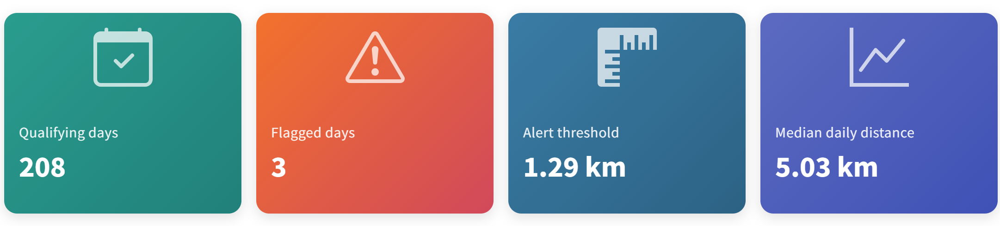 Qualifying days
208
Flagged days
3
Alert threshold
1.29 km
Median daily distance
5.03 km